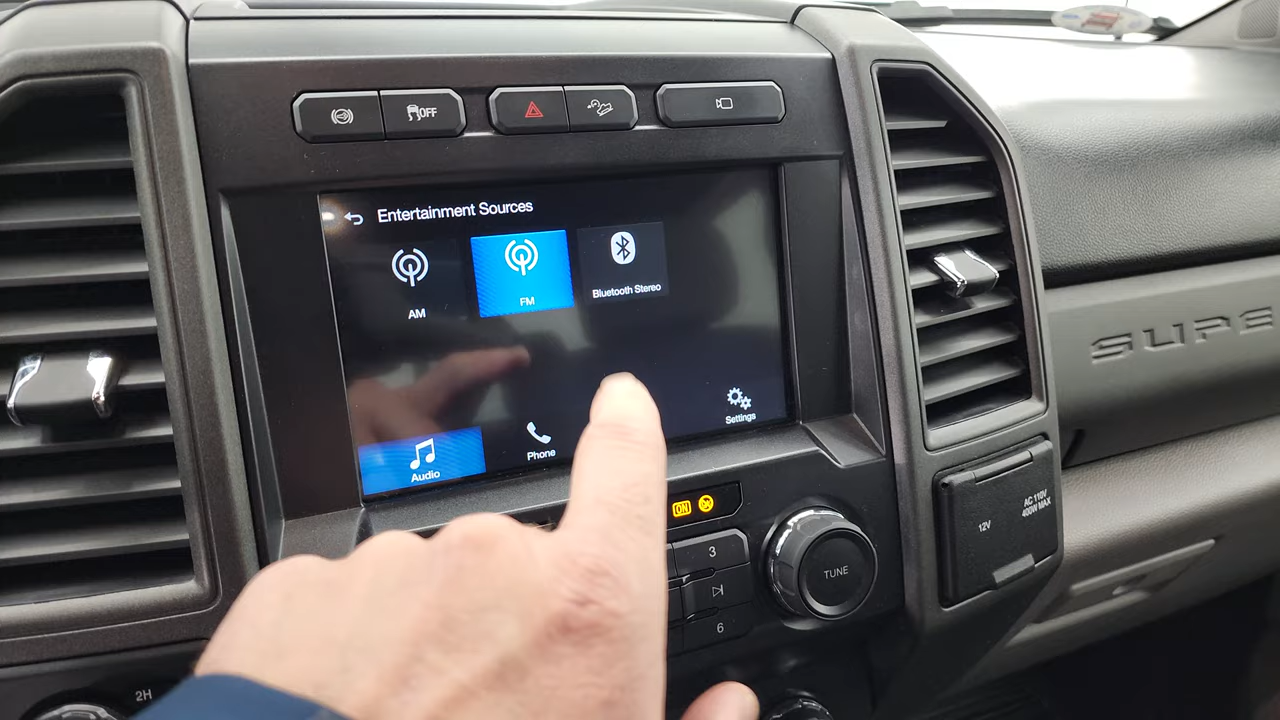 OFF
Entertainment Sources
AM
FM
Bluetooth Stereo
Settings
Phone
Audio
ON
3
TUNE
6
12V
AC 110V
400W MAX
SUPE
2H